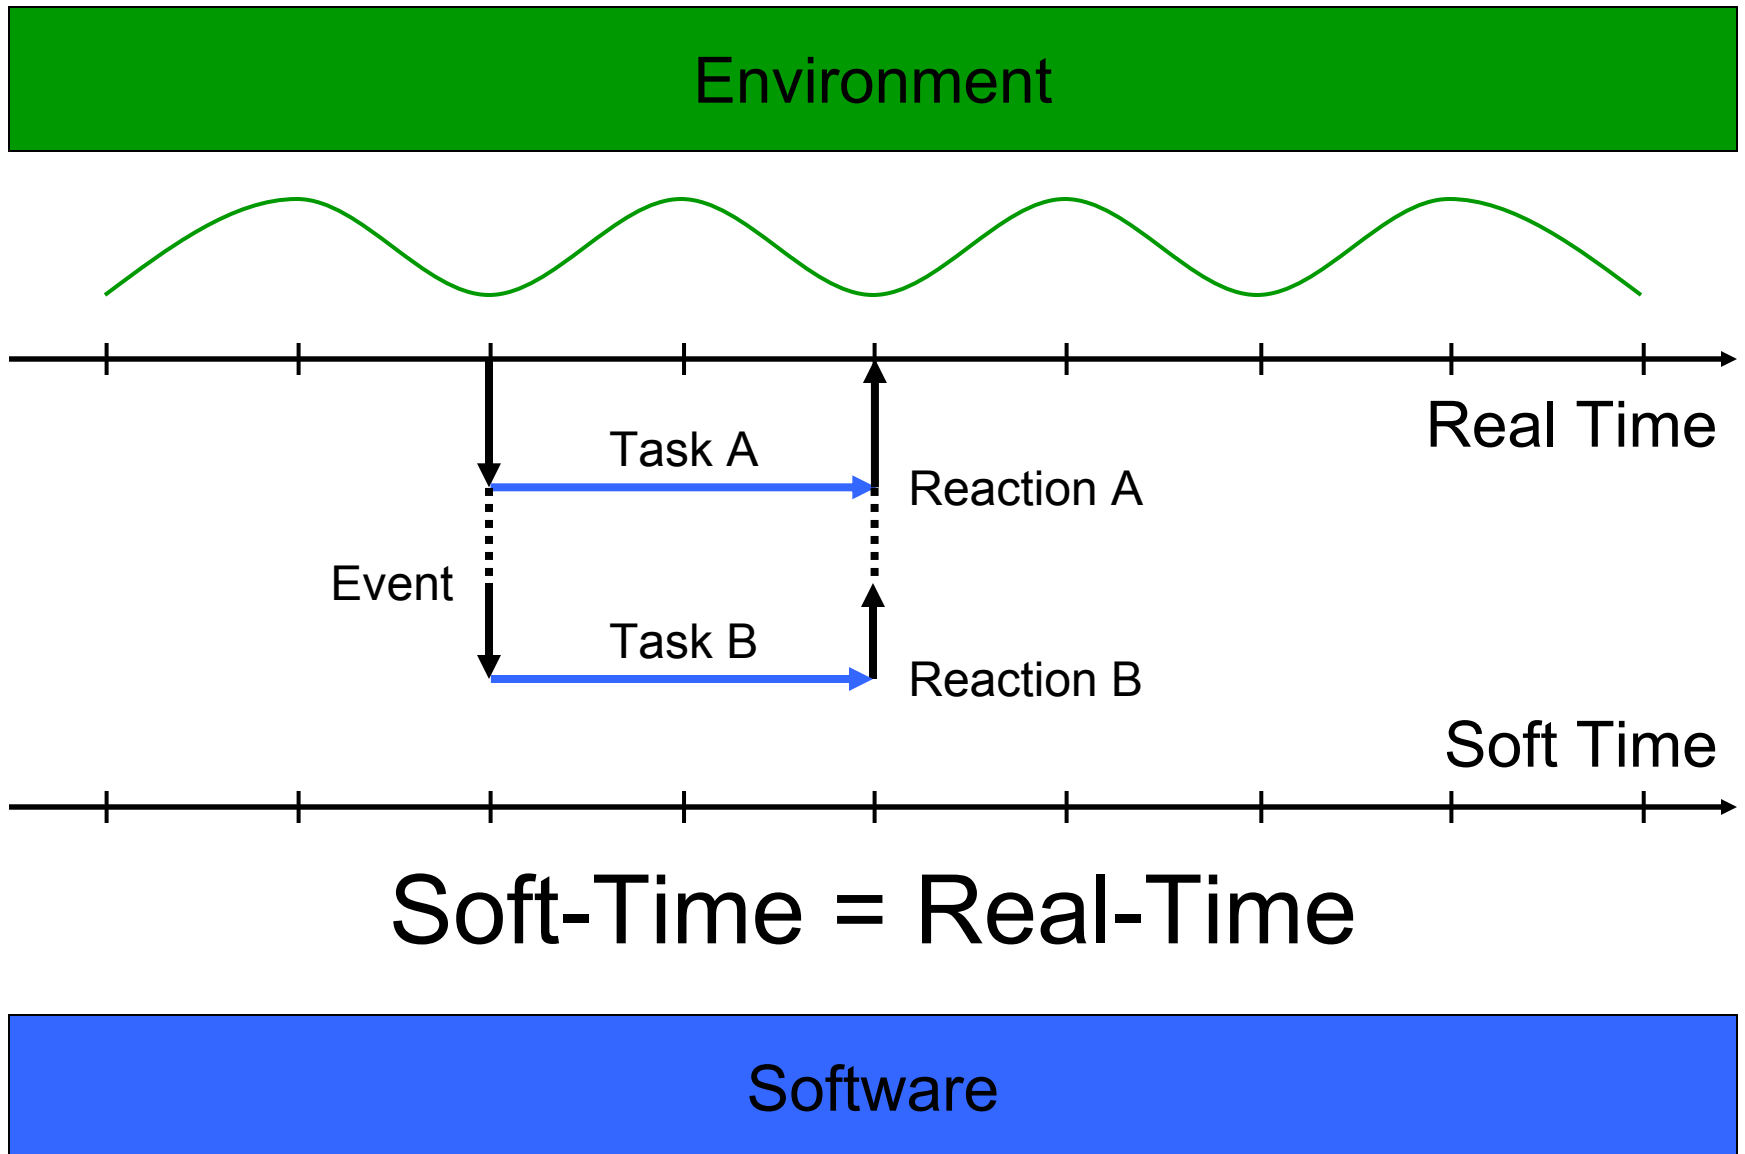 Environment
Real Time
Task A
Reaction A
Event
Task B
Reaction B
Soft Time
Soft-Time = Real-Time
Software